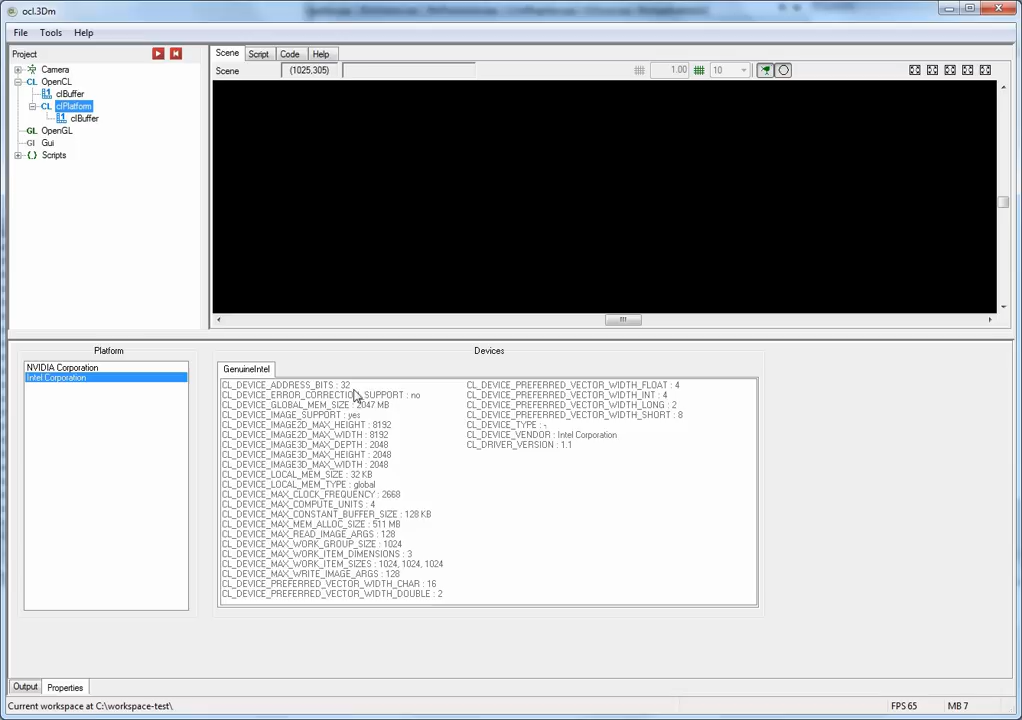 ocl.3Dm
File Tools Help
Project
Camera
CL OpenCL
clBuffer
CL clPlatform
clBuffer
GL OpenGL
GI Gui
{} Scripts
Scene Script Code Help
Scene (1025,305) 1.00 10
Platform
NVIDIA Corporation
Intel Corporation
Devices
GenuineIntel
CL_DEVICE_ADDRESS_BITS : 32
CL_DEVICE_ERROR_CORRECTION_SUPPORT : no
CL_DEVICE_GLOBAL_MEM_SIZE : 2047 MB
CL_DEVICE_IMAGE_SUPPORT : yes
CL_DEVICE_IMAGE2D_MAX_HEIGHT : 8192
CL_DEVICE_IMAGE2D_MAX_WIDTH : 8192
CL_DEVICE_IMAGE3D_MAX_DEPTH : 2048
CL_DEVICE_IMAGE3D_MAX_HEIGHT : 2048
CL_DEVICE_IMAGE3D_MAX_WIDTH : 2048
CL_DEVICE_LOCAL_MEM_SIZE : 32 KB
CL_DEVICE_LOCAL_MEM_TYPE : global
CL_DEVICE_MAX_CLOCK_FREQUENCY : 2668
CL_DEVICE_MAX_COMPUTE_UNITS : 4
CL_DEVICE_MAX_CONSTANT_BUFFER_SIZE : 128 KB
CL_DEVICE_MAX_MEM_ALLOC_SIZE : 511 MB
CL_DEVICE_MAX_READ_IMAGE_ARGS : 128
CL_DEVICE_MAX_WORK_GROUP_SIZE : 1024
CL_DEVICE_MAX_WORK_ITEM_DIMENSIONS : 3
CL_DEVICE_MAX_WORK_ITEM_SIZES : 1024, 1024, 1024
CL_DEVICE_MAX_WRITE_IMAGE_ARGS : 128
CL_DEVICE_PREFERRED_VECTOR_WIDTH_CHAR : 16
CL_DEVICE_PREFERRED_VECTOR_WIDTH_DOUBLE : 2
CL_DEVICE_PREFERRED_VECTOR_WIDTH_FLOAT : 4
CL_DEVICE_PREFERRED_VECTOR_WIDTH_INT : 4
CL_DEVICE_PREFERRED_VECTOR_WIDTH_LONG : 2
CL_DEVICE_PREFERRED_VECTOR_WIDTH_SHORT : 8
CL_DEVICE_TYPE : -
CL_DEVICE_VENDOR : Intel Corporation
CL_DRIVER_VERSION : 1.1
Output Properties
Current workspace at C:\workspace-test\
FPS 65 MB 7